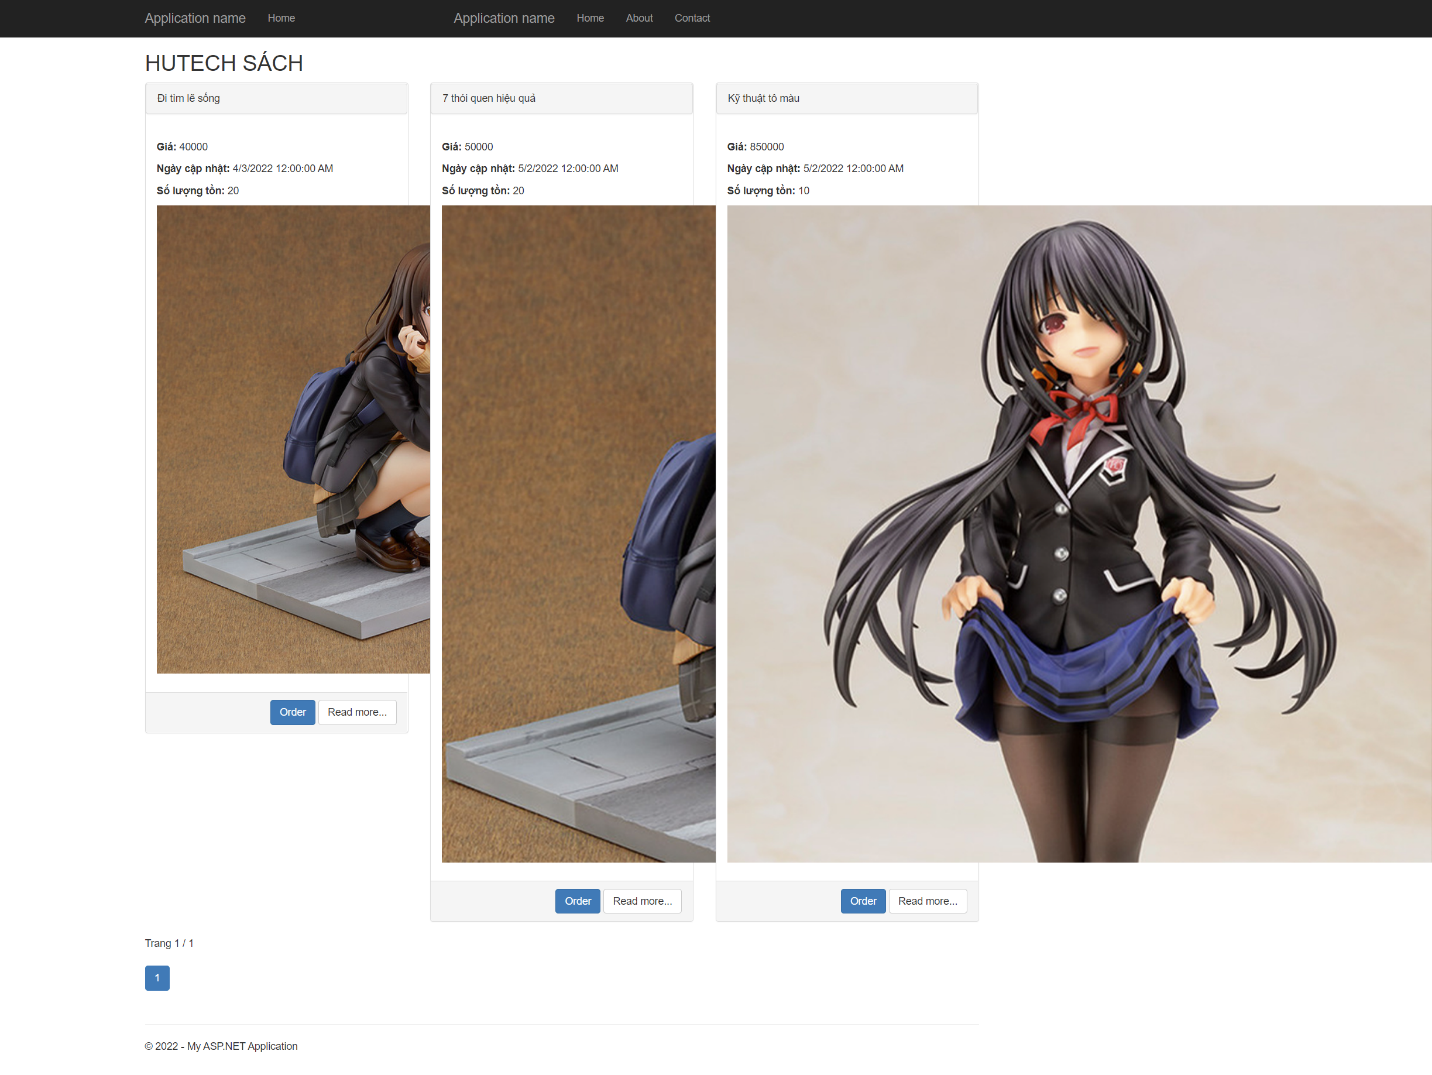 Application name Home Application name Home About Contact
HUTECH SÁCH
Đi tìm lẽ sống
Giá: 40000
Ngày cập nhật: 4/3/2022 12:00:00 AM
Số lượng tồn: 20
Order Read more...
7 thói quen hiệu quả
Giá: 50000
Ngày cập nhật: 5/2/2022 12:00:00 AM
Số lượng tồn: 20
Order Read more...
Kỹ thuật tô màu
Giá: 850000
Ngày cập nhật: 5/2/2022 12:00:00 AM
Số lượng tồn: 10
Order Read more...
Trang 1 / 1
1
© 2022 - My ASP.NET Application